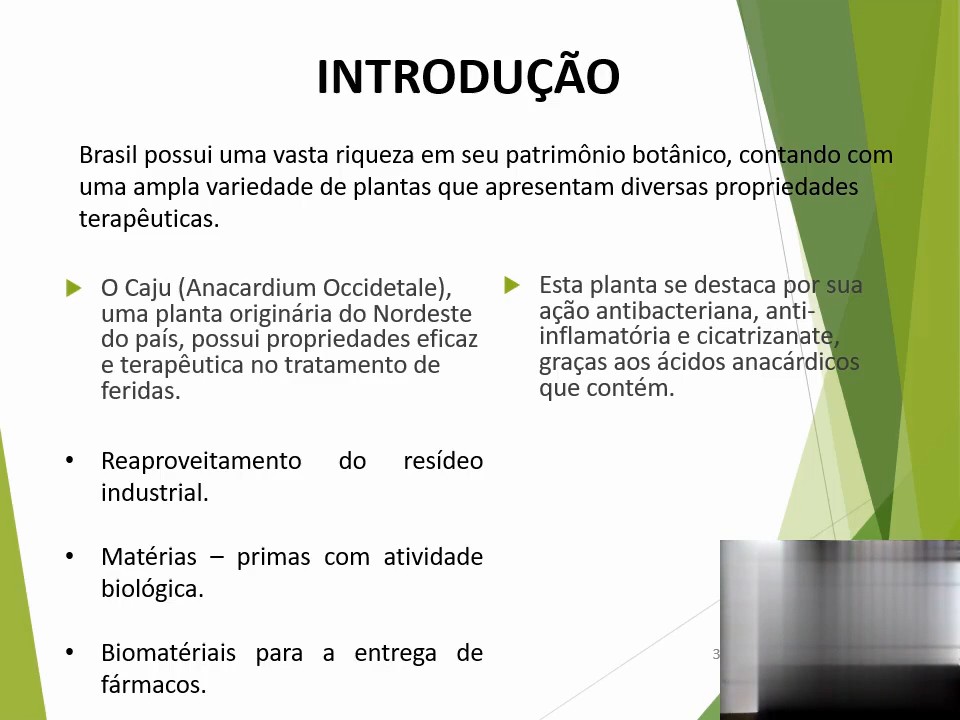 INTRODUÇÃO
Brasil possui uma vasta riqueza em seu patrimônio botânico, contando com
uma ampla variedade de plantas que apresentam diversas propriedades
terapêuticas.
O Caju (Anacardium Occidetale),
uma planta originária do Nordeste
do país, possui propriedades eficaz
e terapêutica no tratamento de
feridas.
Reaproveitamento do resídeo
industrial.
Matérias – primas com atividade
biológica.
Biomatériais para a entrega de
fármacos.
Esta planta se destaca por sua
ação antibacteriana, anti-
inflamatória e cicatrizanate,
graças aos ácidos anacárdicos
que contém.
3